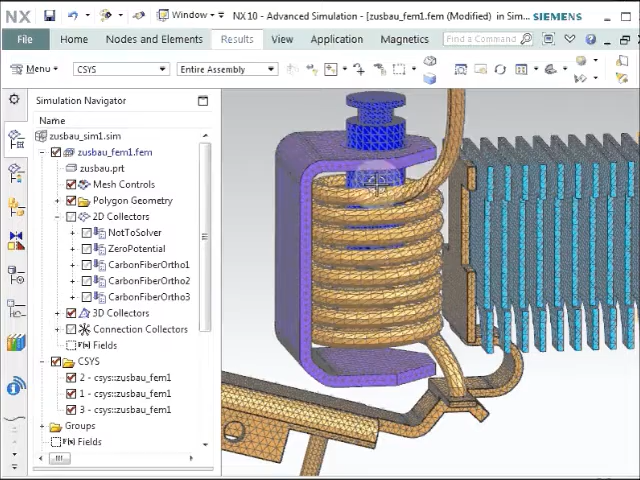 Window
NX 10 - Advanced Simulation - [zusbau_fem1.fem (Modified) in Sim...
SIEMENS
File
Home
Nodes and Elements
Results
View
Application
Magnetics
Find a Command
Menu
CSYS
Entire Assembly
Simulation Navigator
Name
zusbau_sim1.sim
zusbau_fem1.fem
zusbau.prt
Mesh Controls
Polygon Geometry
2D Collectors
NotToSolver
ZeroPotential
CarbonFiberOrtho1
CarbonFiberOrtho2
CarbonFiberOrtho3
3D Collectors
Connection Collectors
Fields
CSYS
2 - csys::zusbau_fem1
1 - csys::zusbau_fem1
3 - csys::zusbau_fem1
Groups
Fields